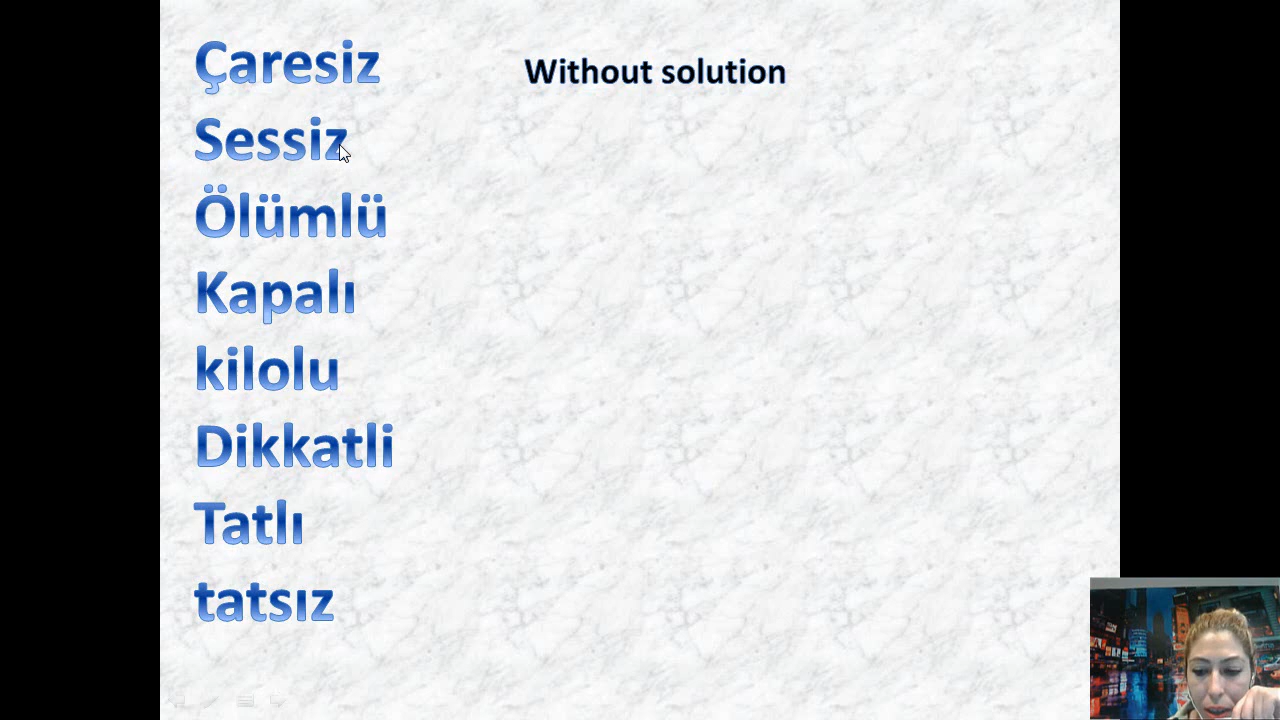 Çaresiz
Without solution
Sessiz
Ölümlü
Kapalı
kilolu
Dikkatli
Tatlı
tatsız